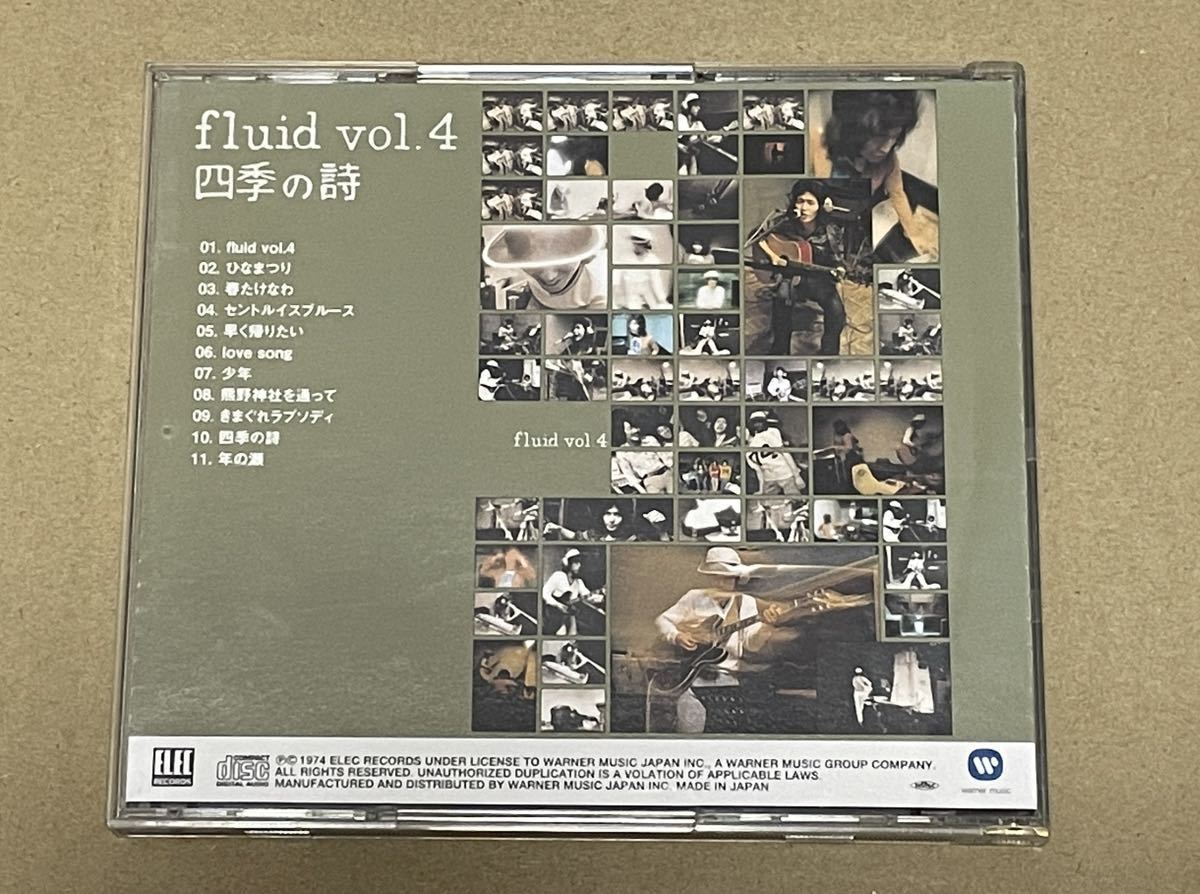 fluid vol.4
四季の詩
01. fluid vol.4
02. ひなまつり
03.春たけなわ
04. セントルイスブルース
05. 早く帰りたい
06. love song
07. 少年
08. 熊野神社を通って
09. きまぐれラプソディ
10. 四季の詩
11. 年の瀬
fluid vol 4
ELEC
RECORDS
COMPACT
disc
DIGITAL AUDIO
Ⓟ©1974 ELEC RECORDS UNDER LICENSE TO WARNER MUSIC JAPAN INC., A WARNER MUSIC GROUP COMPANY.
ALL RIGHTS RESERVED. UNAUTHORIZED DUPLICATION IS A VOLATION OF APPLICABLE LAWS.
MANUFACTURED AND DISTRIBUTED BY WARNER MUSIC JAPAN INC. MADE IN JAPAN
warner music